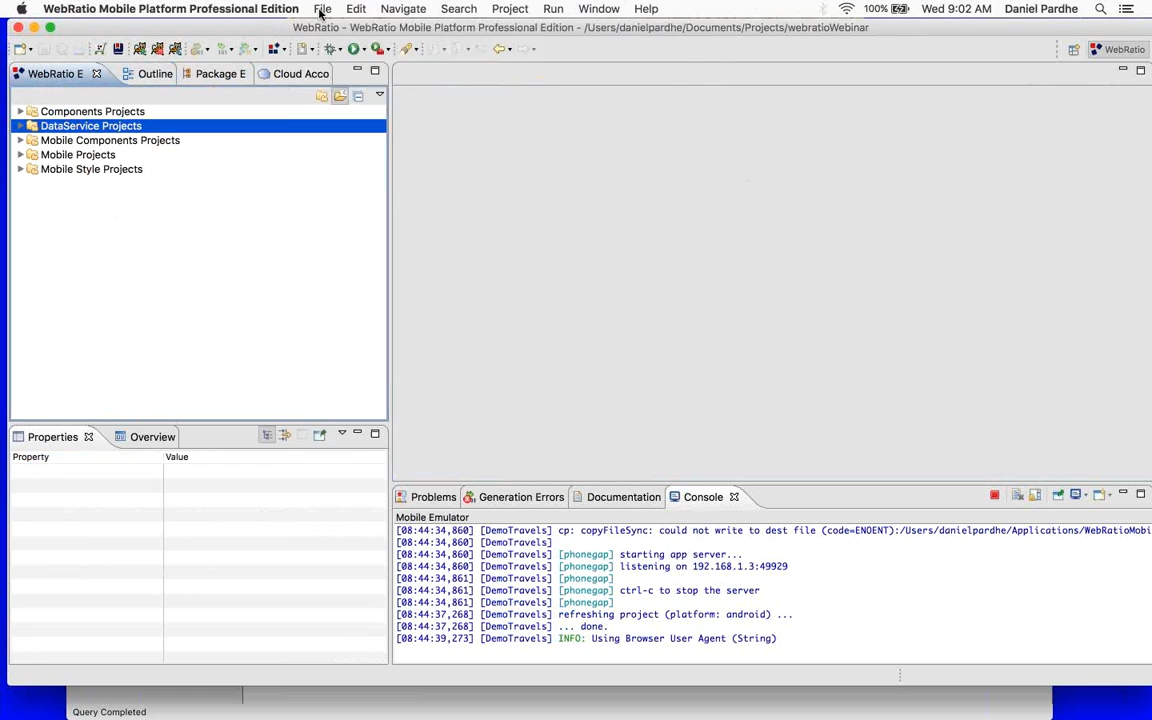 WebRatio Mobile Platform Professional Edition File Edit Navigate Search Project Run Window Help 100% Wed 9:02 AM Daniel Pardhe
WebRatio – WebRatio Mobile Platform Professional Edition – /Users/danielpardhe/Documents/Projects/webratioWebinar
WebRatio
WebRatio E Outline Package E Cloud Acco
Components Projects
DataService Projects
Mobile Components Projects
Mobile Projects
Mobile Style Projects
Properties Overview
Property Value
Problems Generation Errors Documentation Console
Mobile Emulator
[08:44:34,860] [DemoTravels] cp: copyFileSync: could not write to dest file (code=ENOENT):/Users/danielpardhe/Applications/WebRatioMobi
[08:44:34,860] [DemoTravels]
[08:44:34,860] [DemoTravels] [phonegap] starting app server...
[08:44:34,860] [DemoTravels] [phonegap] listening on 192.168.1.3:49929
[08:44:34,861] [DemoTravels] [phonegap]
[08:44:34,861] [DemoTravels] [phonegap] ctrl-c to stop the server
[08:44:34,861] [DemoTravels] [phonegap]
[08:44:37,268] [DemoTravels] refreshing project (platform: android) ...
[08:44:37,268] [DemoTravels] ... done.
[08:44:39,273] [DemoTravels] INFO: Using Browser User Agent (String)
Query Completed